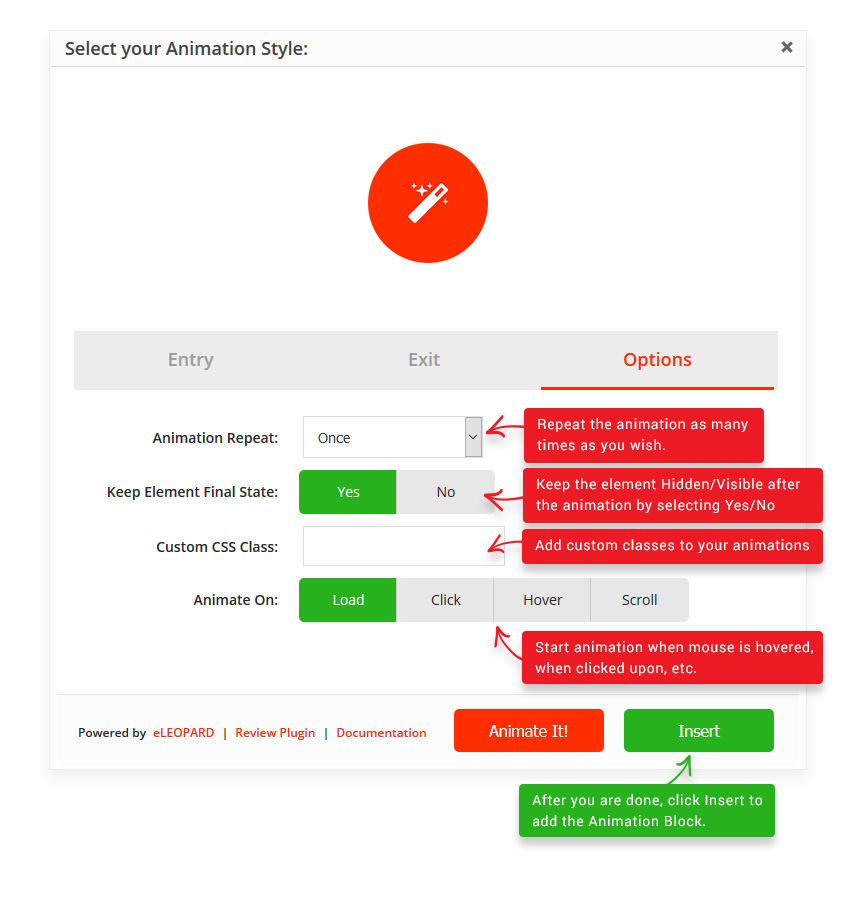 Select your Animation Style:
Entry
Exit
Options
Animation Repeat:
Once
Repeat the animation as many
times as you wish.
Keep Element Final State:
Yes
No
Keep the element Hidden/Visible after
the animation by selecting Yes/No
Custom CSS Class:
Add custom classes to your animations
Animate On:
Load
Click
Hover
Scroll
Start animation when mouse is hovered,
when clicked upon, etc.
Powered by eLEOPARD | Review Plugin | Documentation
Animate It!
Insert
After you are done, click Insert to
add the Animation Block.